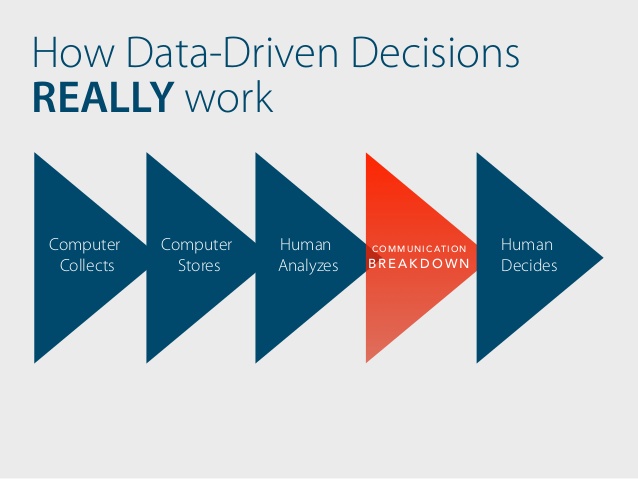 How Data-Driven Decisions
REALLY work
Computer
Collects
Computer
Stores
Human
Analyzes
COMMUNICATION
BREAKDOWN
Human
Decides